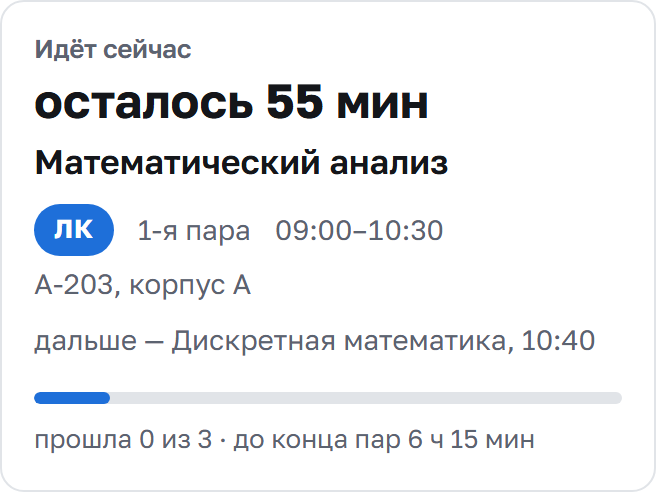 Идёт сейчас
осталось 55 мин
Математический анализ
ЛК 1-я пара 09:00–10:30
А-203, корпус А
дальше — Дискретная математика, 10:40
прошла 0 из 3 · до конца пар 6 ч 15 мин